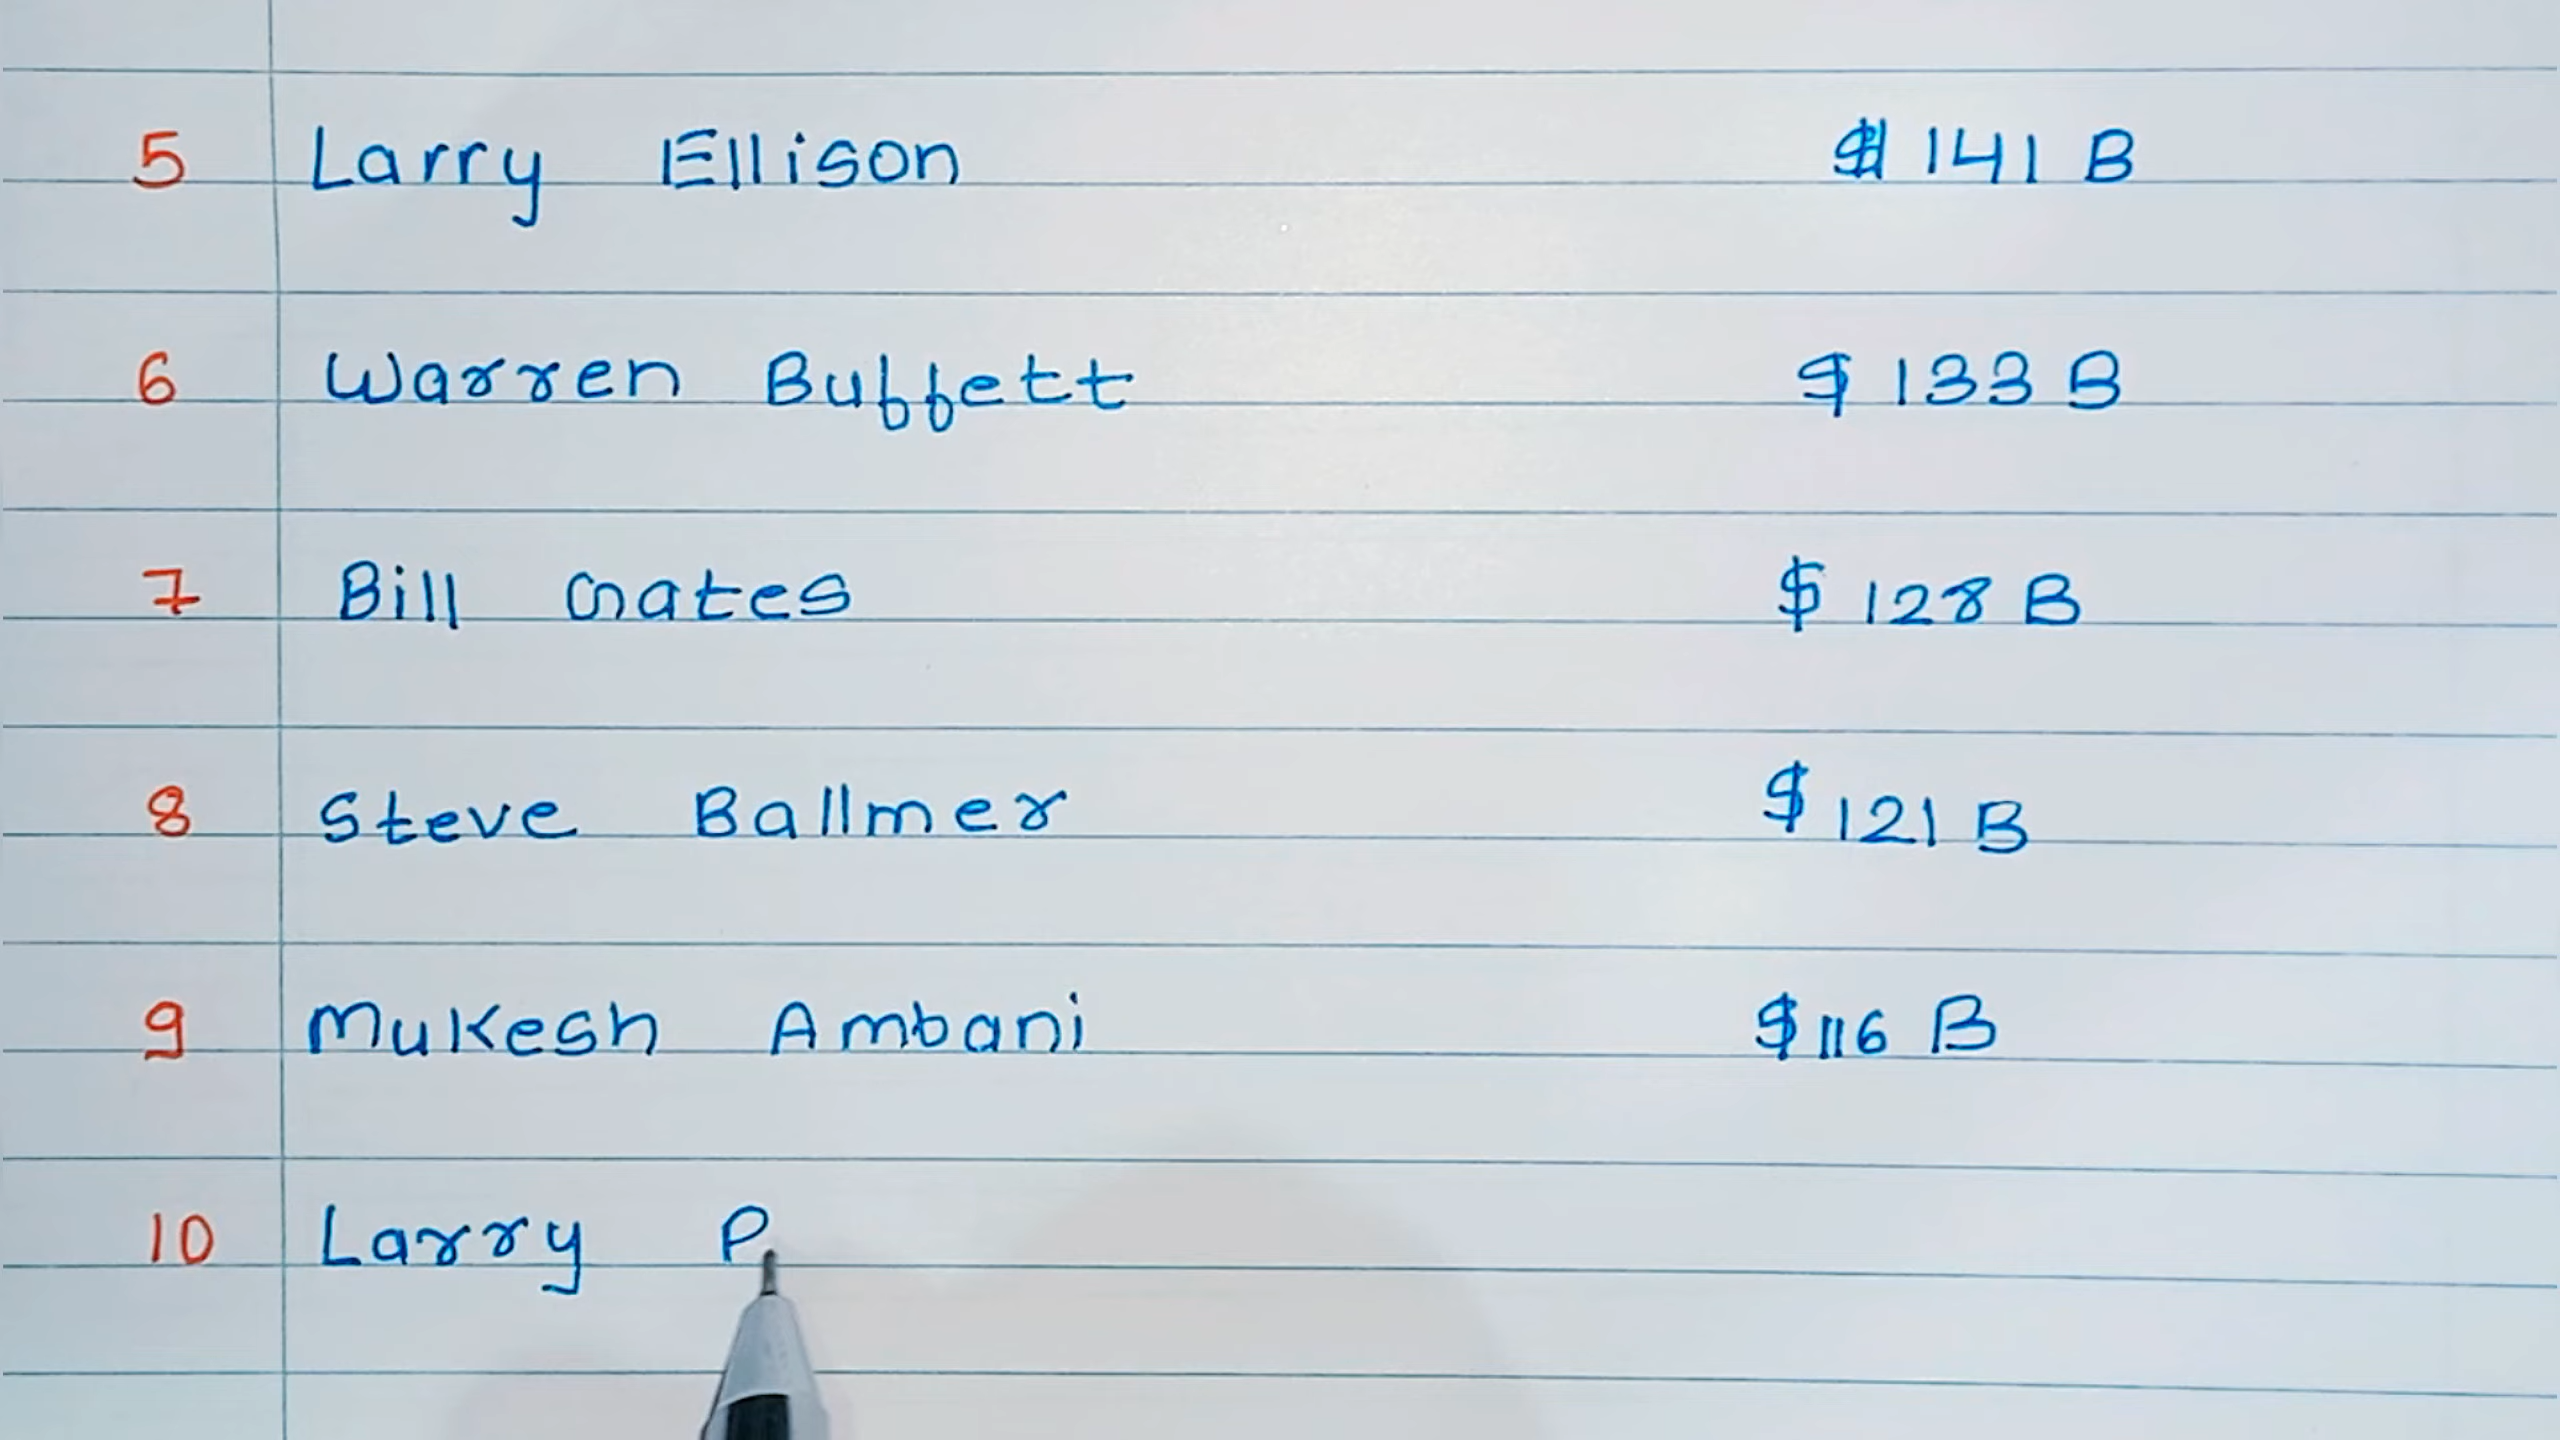 5 Larry Ellison $ 141 B
6 Warren Buffett $ 133 B
7 Bill Gates $ 128 B
8 Steve Ballmer $ 121 B
9 Mukesh Ambani $ 116 B
10 Larry P